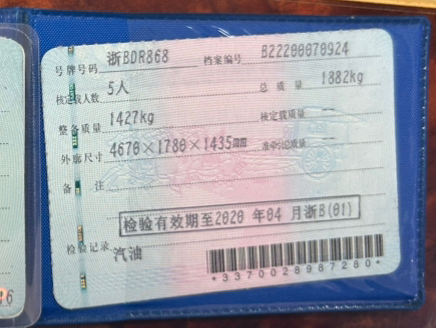 号牌号码 浙BDR868 档案编号 B22200070924
核定载人数 5人 总质量 1882kg
整备质量 1427kg 核定载质量 --
外廓尺寸 4670×1780×1435mm 准牵引总质量 --
备注
检验有效期至2020 年04 月浙B(01)
检验记录 汽油
*3370028987280*